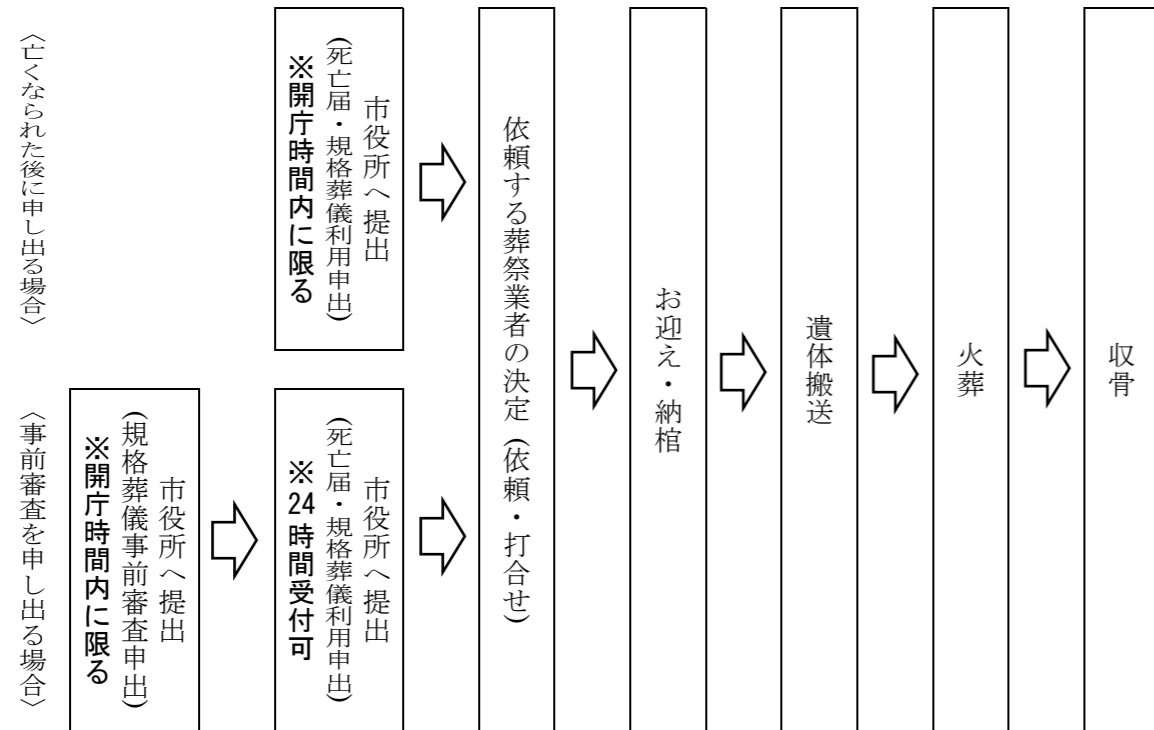 〈亡くなられた後に申し出る場合〉
市役所へ提出
(死亡届・規格葬儀利用申出)
※開庁時間内に限る
〈事前審査を申し出る場合〉
市役所へ提出
(規格葬儀事前審査申出)
※開庁時間内に限る
市役所へ提出
(死亡届・規格葬儀利用申出)
※24時間受付可
依頼する葬祭業者の決定(依頼・打合せ)
お迎え・納棺
遺体搬送
火葬
収骨